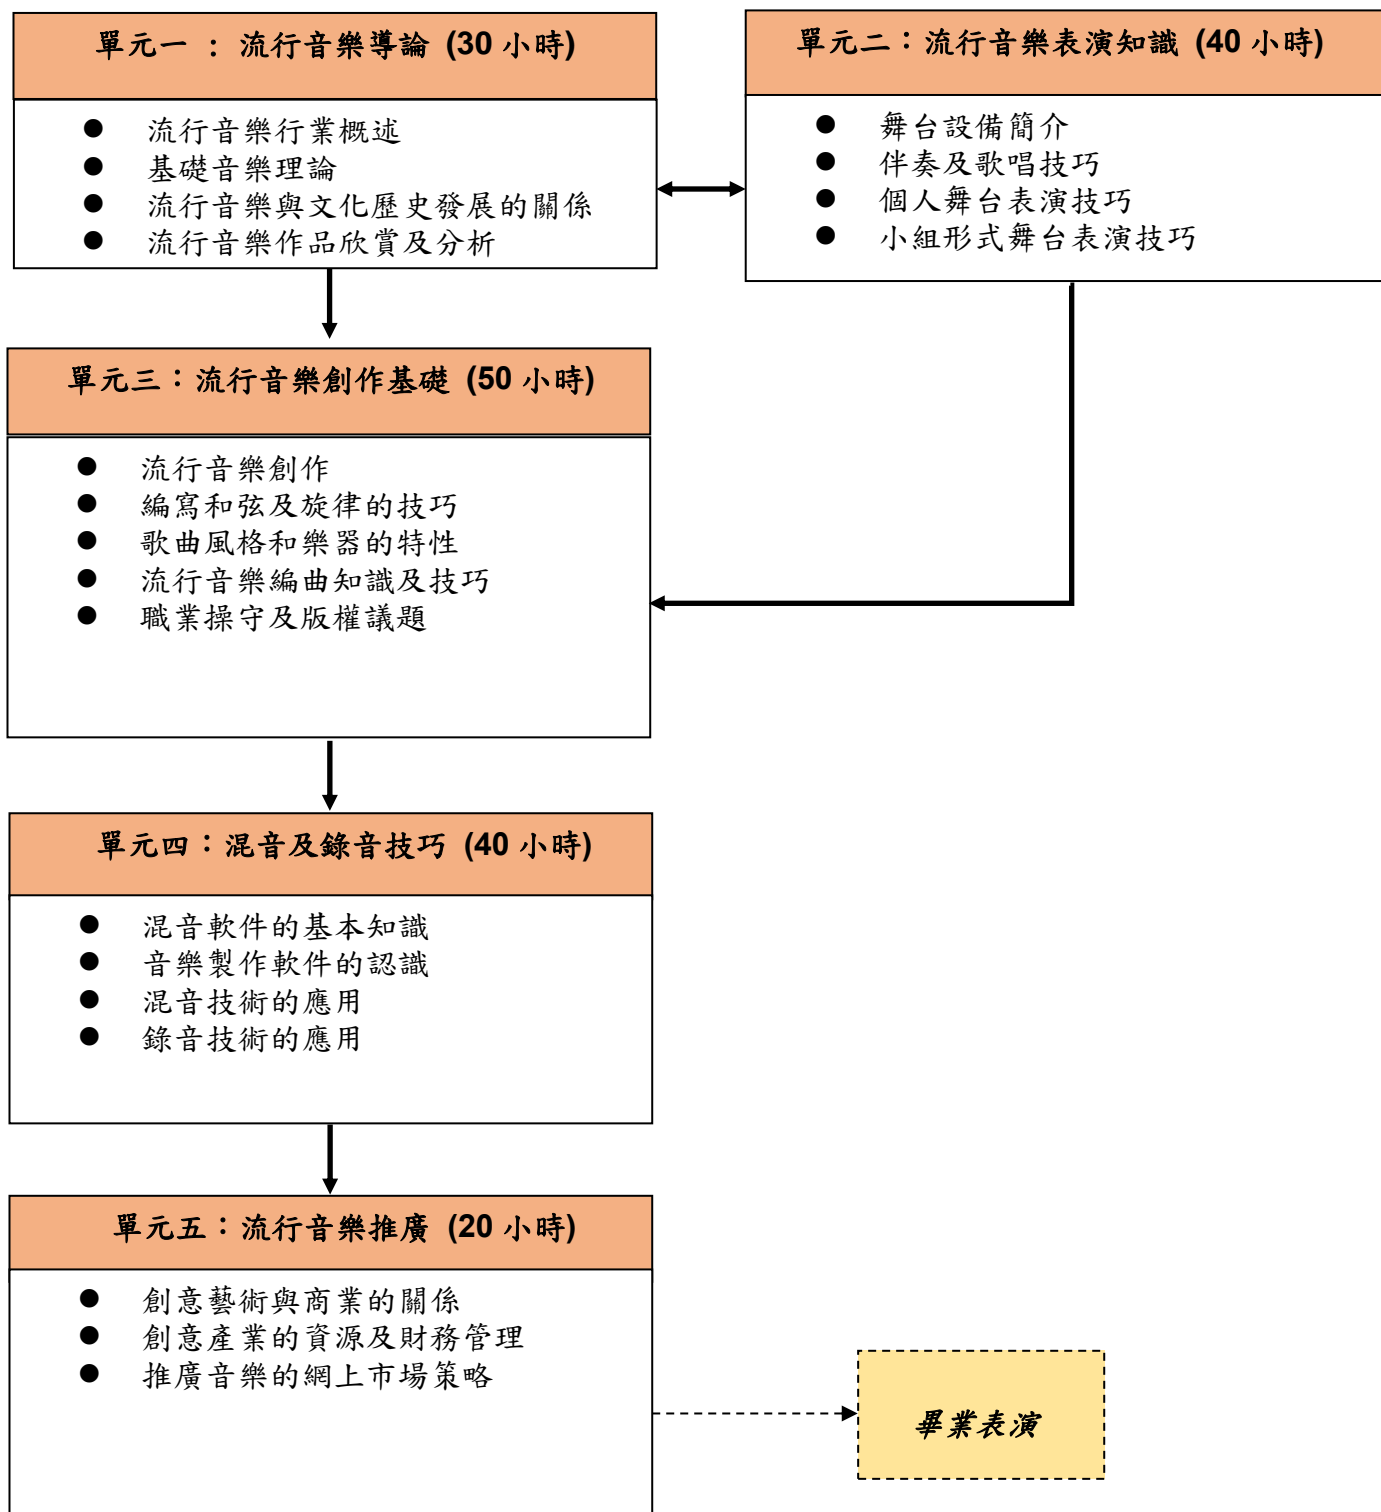 單元一 : 流行音樂導論 (30 小時)
● 流行音樂行業概述
● 基礎音樂理論
● 流行音樂與文化歷史發展的關係
● 流行音樂作品欣賞及分析
單元二：流行音樂表演知識 (40 小時)
● 舞台設備簡介
● 伴奏及歌唱技巧
● 個人舞台表演技巧
● 小組形式舞台表演技巧
單元三：流行音樂創作基礎 (50 小時)
● 流行音樂創作
● 編寫和弦及旋律的技巧
● 歌曲風格和樂器的特性
● 流行音樂編曲知識及技巧
● 職業操守及版權議題
單元四：混音及錄音技巧 (40 小時)
● 混音軟件的基本知識
● 音樂製作軟件的認識
● 混音技術的應用
● 錄音技術的應用
單元五：流行音樂推廣 (20 小時)
● 創意藝術與商業的關係
● 創意產業的資源及財務管理
● 推廣音樂的網上市場策略
畢業表演